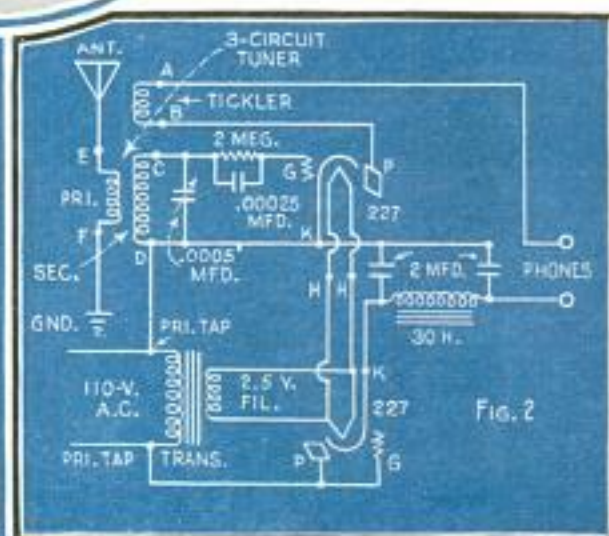 ANT.
3-CIRCUIT
TUNER
A
TICKLER
B
2 MEG.
E
C
G
P
PRI.
.00025
MFD.
227
F
K
SEC.
D
.0005
MFD.
H H
2 MFD.
PHONES
GND.
PRI. TAP
30 H.
110-V.
A.C.
2.5 V.
FIL.
K
227
FIG. 2
PRI. TAP
TRANS.
P
G